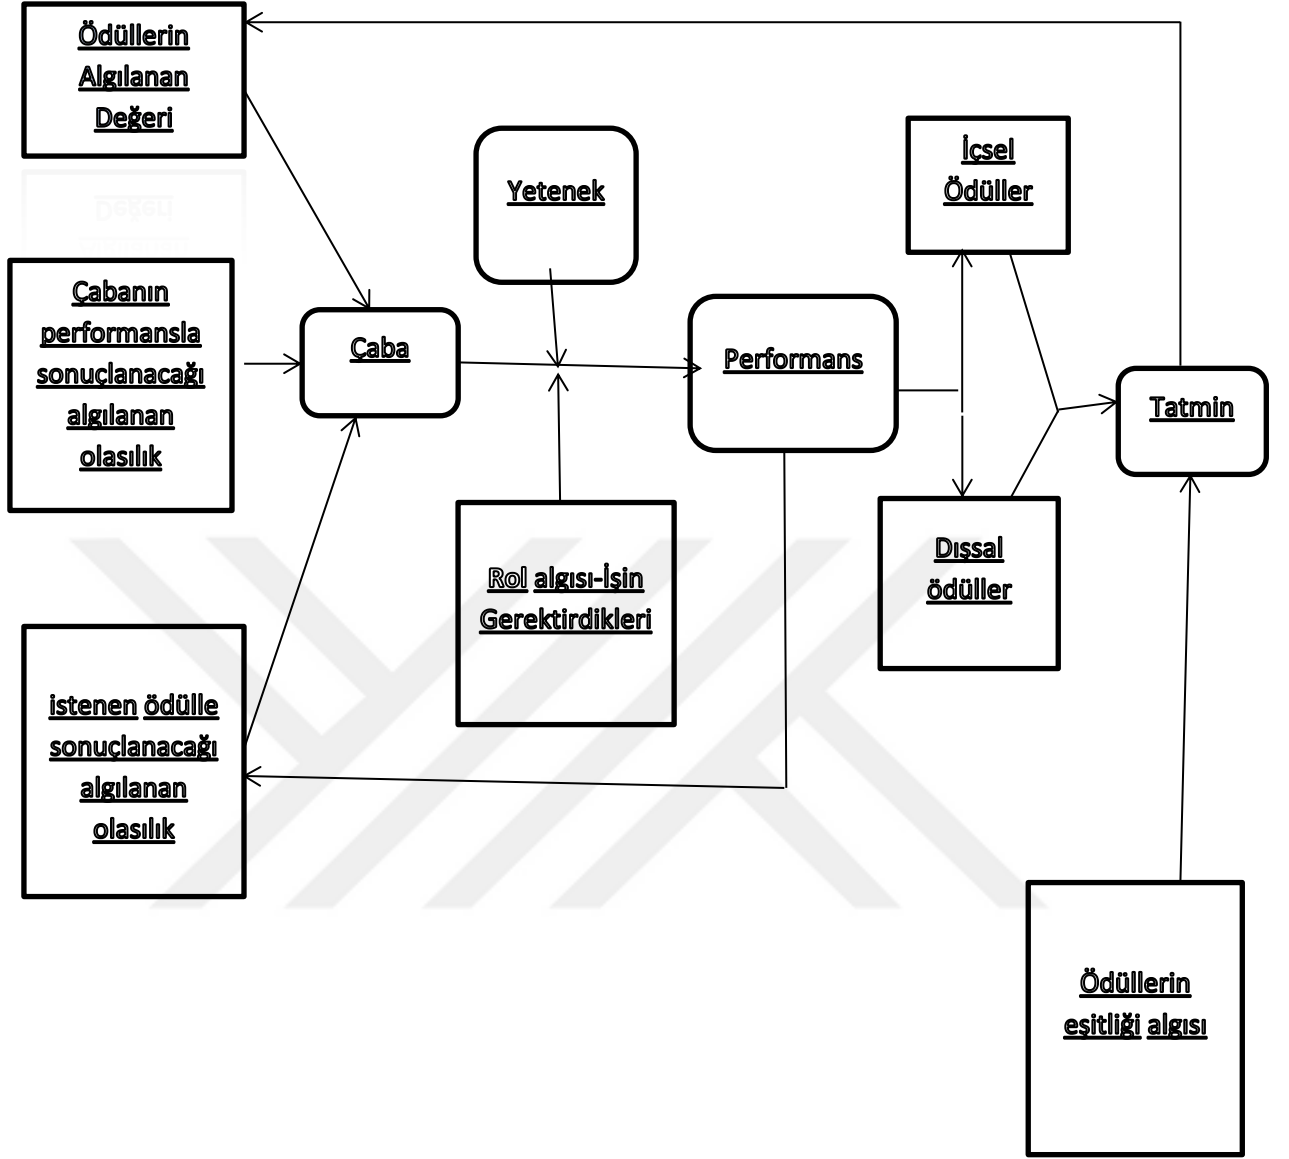 Ödüllerin
Algılanan
Değeri
Yetenek
İçsel
Ödüller
Çabanın
performansla
sonuçlanacağı
algılanan
olasılık
Çaba
Performans
Tatmin
Rol algısı-İşin
Gerektirdikleri
Dışsal
ödüller
istenen ödülle
sonuçlanacağı
algılanan
olasılık
Ödüllerin
eşitliği algısı